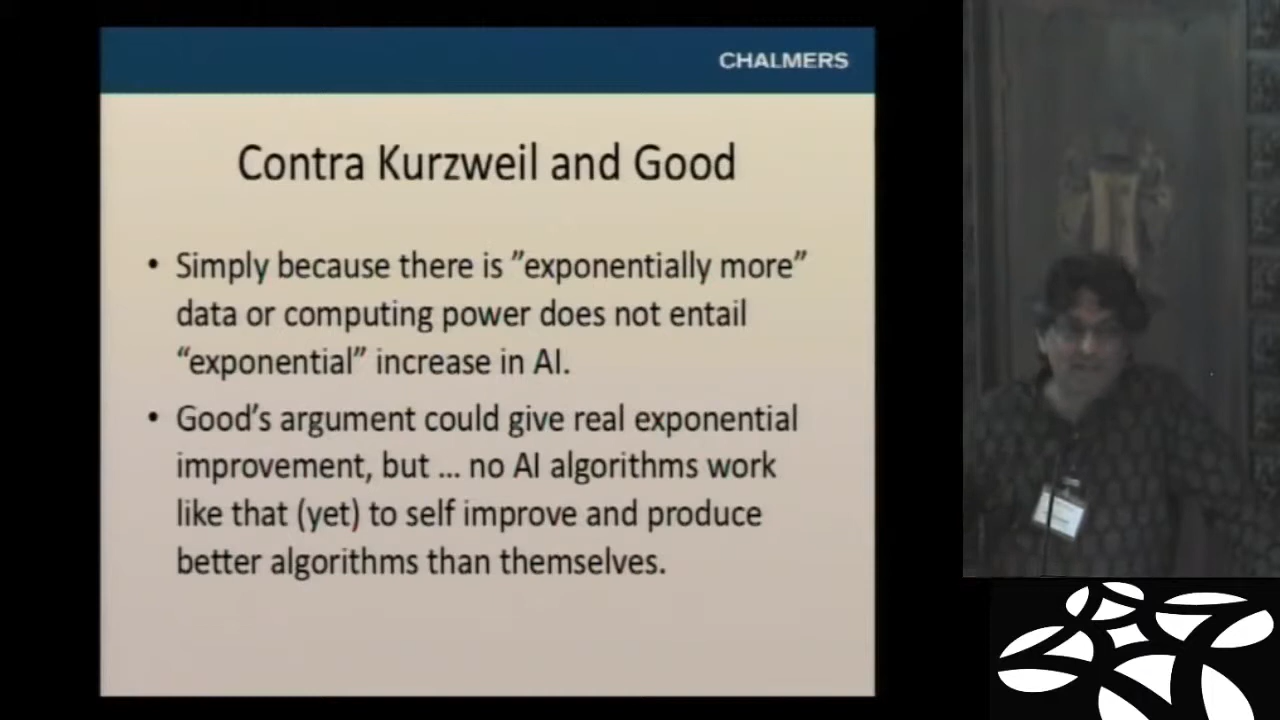 CHALMERS
Contra Kurzweil and Good
• Simply because there is ”exponentially more”
data or computing power does not entail
“exponential” increase in AI.
• Good’s argument could give real exponential
improvement, but ... no AI algorithms work
like that (yet) to self improve and produce
better algorithms than themselves.